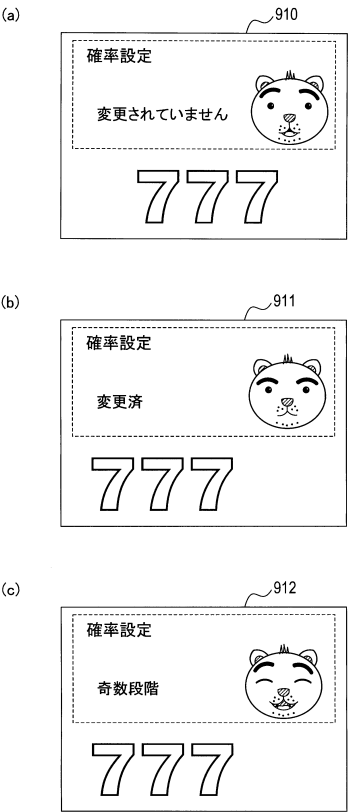 (a)
910
確率設定
変更されていません
777
(b)
911
確率設定
変更済
777
(c)
912
確率設定
奇数段階
777